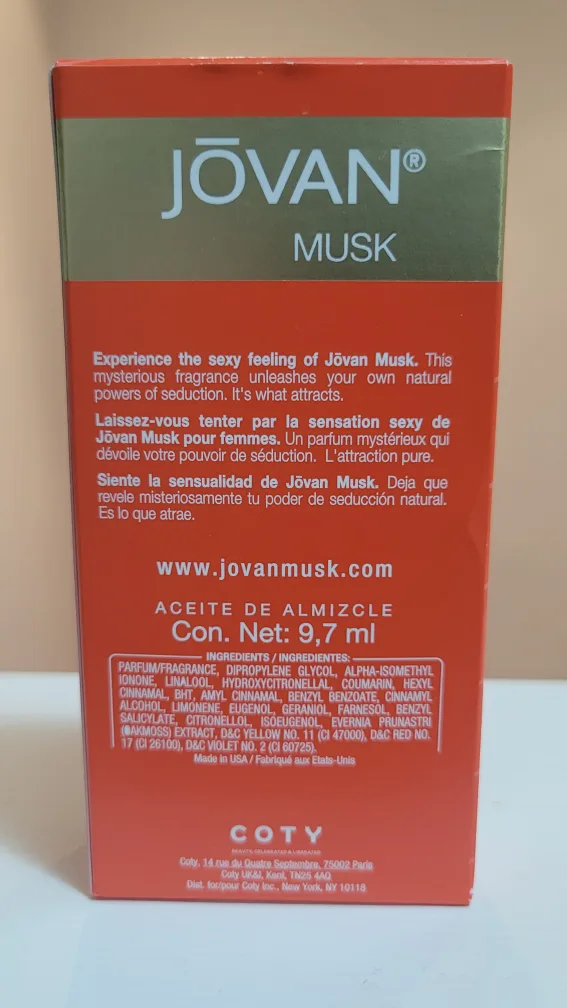 JŌVAN®
MUSK
Experience the sexy feeling of Jōvan Musk. This
mysterious fragrance unleashes your own natural
powers of seduction. It's what attracts.
Laissez-vous tenter par la sensation sexy de
Jōvan Musk pour femmes. Un parfum mystérieux qui
dévoile votre pouvoir de séduction. L'attraction pure.
Siente la sensualidad de Jōvan Musk. Deja que
revele misteriosamente tu poder de seducción natural.
Es lo que atrae.
www.jovanmusk.com
ACEITE DE ALMIZCLE
Con. Net: 9,7 ml
INGREDIENTS / INGREDIENTES:
PARFUM/FRAGRANCE, DIPROPYLENE GLYCOL, ALPHA-ISOMETHYL
IONONE, LINALOOL, HYDROXYCITRONELLAL, COUMARIN, HEXYL
CINNAMAL, BHT, AMYL CINNAMAL, BENZYL BENZOATE, CINNAMYL
ALCOHOL, LIMONENE, EUGENOL, GERANIOL, FARNESOL, BENZYL
SALICYLATE, CITRONELLOL, ISOEUGENOL, EVERNIA PRUNASTRI
(OAKMOSS) EXTRACT, D&C YELLOW NO. 11 (CI 47000), D&C RED NO.
17 (CI 26100), D&C VIOLET NO. 2 (CI 60725).
Made in USA / Fabriqué aux Etats-Unis
COTY
BEAUTY, CELEBRATED & LIBERATED
Coty, 14 rue du Quatre Septembre, 75002 Paris
Coty UK&I, Kent, TN25 4AQ
Dist. for/pour Coty Inc., New York, NY 10118